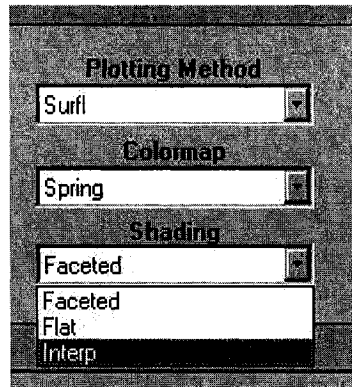 Plotting Method
Surfl
Colormap
Spring
Shading
Faceted
Faceted
Flat
Interp